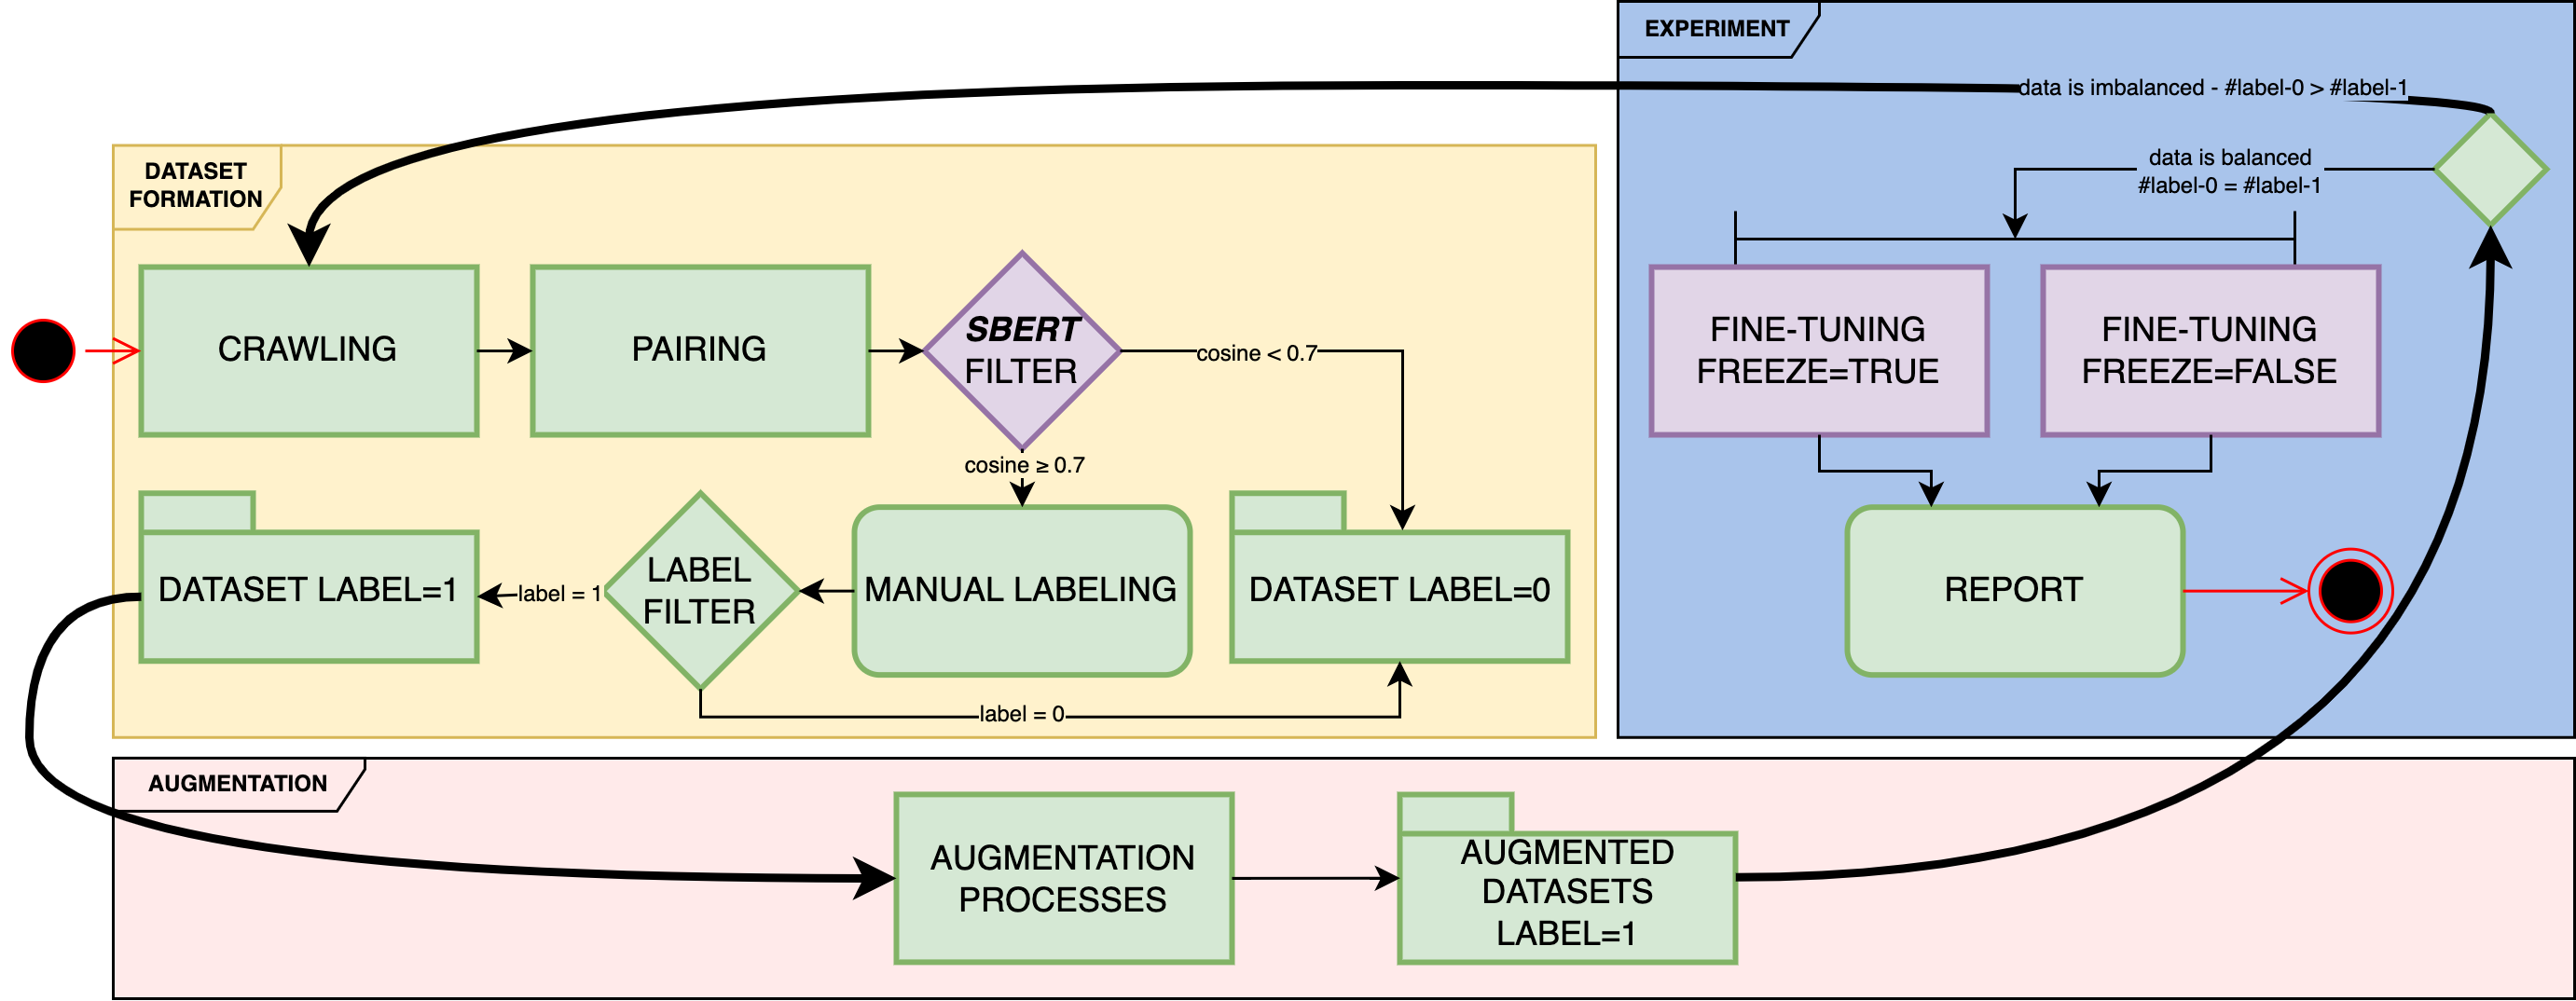 EXPERIMENT
data is imbalanced - #label-0 > #label-1
data is balanced
#label-0 = #label-1
DATASET
FORMATION
CRAWLING
PAIRING
SBERT
FILTER
cosine < 0.7
cosine ≥ 0.7
FINE-TUNING
FREEZE=TRUE
FINE-TUNING
FREEZE=FALSE
DATASET LABEL=1
label = 1
LABEL
FILTER
MANUAL LABELING
DATASET LABEL=0
label = 0
REPORT
AUGMENTATION
AUGMENTATION
PROCESSES
AUGMENTED
DATASETS
LABEL=1